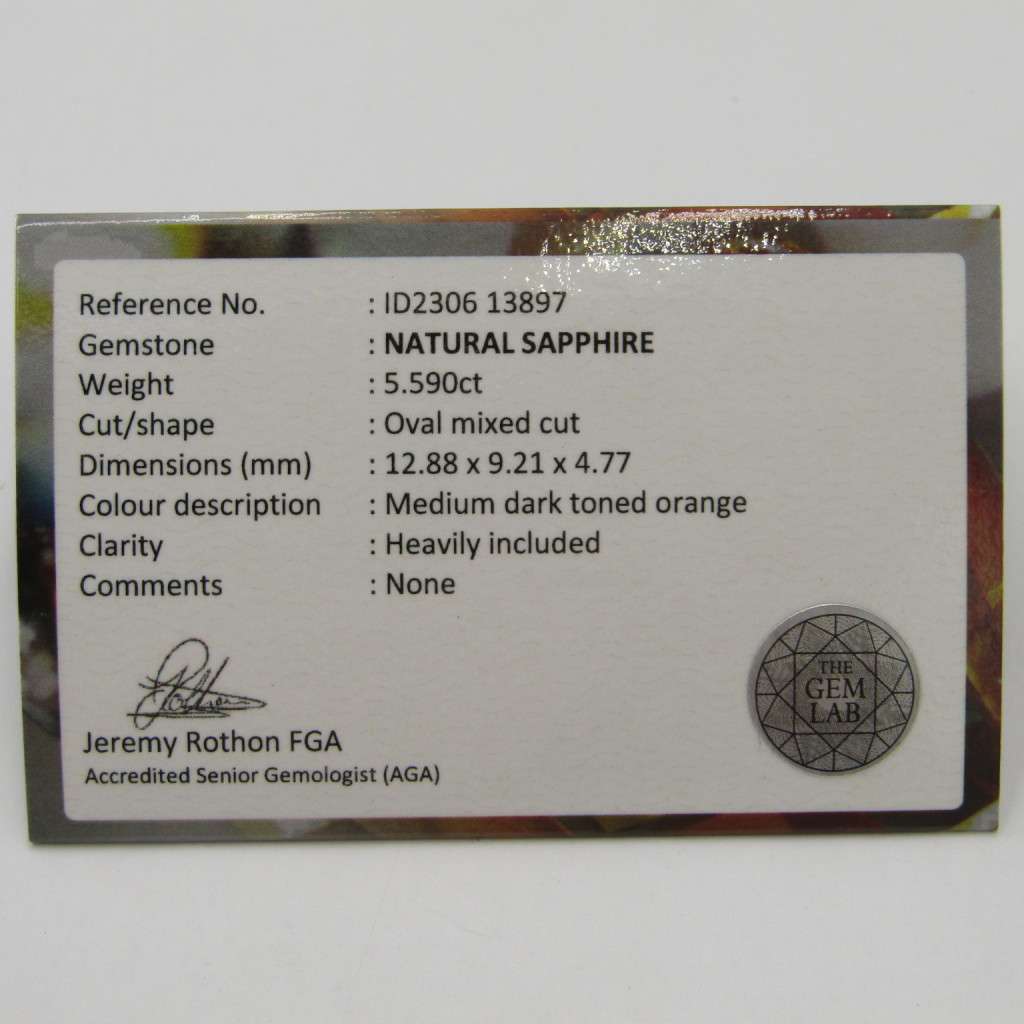 Reference No. : ID2306 13897
Gemstone : NATURAL SAPPHIRE
Weight : 5.590ct
Cut/shape : Oval mixed cut
Dimensions (mm) : 12.88 x 9.21 x 4.77
Colour description : Medium dark toned orange
Clarity : Heavily included
Comments : None
Jeremy Rothon FGA
Accredited Senior Gemologist (AGA)
THE
GEM
LAB